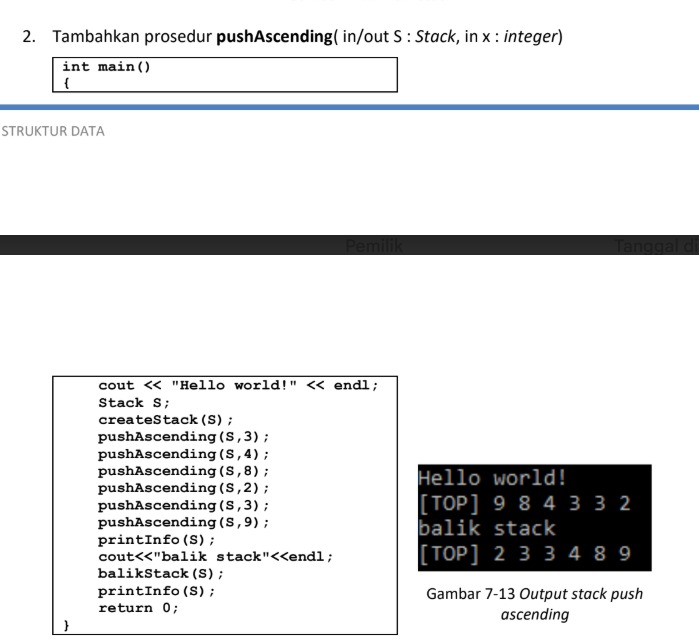 2. Tambahkan prosedur pushAscending( in/out S : Stack, in x : integer)
int main()
{
STRUKTUR DATA
Pemilik
cout << "Hello world!" << endl;
Stack S;
createStack(S);
pushAscending(S,3);
pushAscending(S,4);
pushAscending(S,8);
pushAscending(S,2);
pushAscending(S,3);
pushAscending(S,9);
printInfo(S);
cout<<"balik stack"<<endl;
balikStack(S);
printInfo(S);
return 0;
}
Hello world!
[TOP] 9 8 4 3 3 2
balik stack
[TOP] 2 3 3 4 8 9
Gambar 7-13 Output stack push
ascending